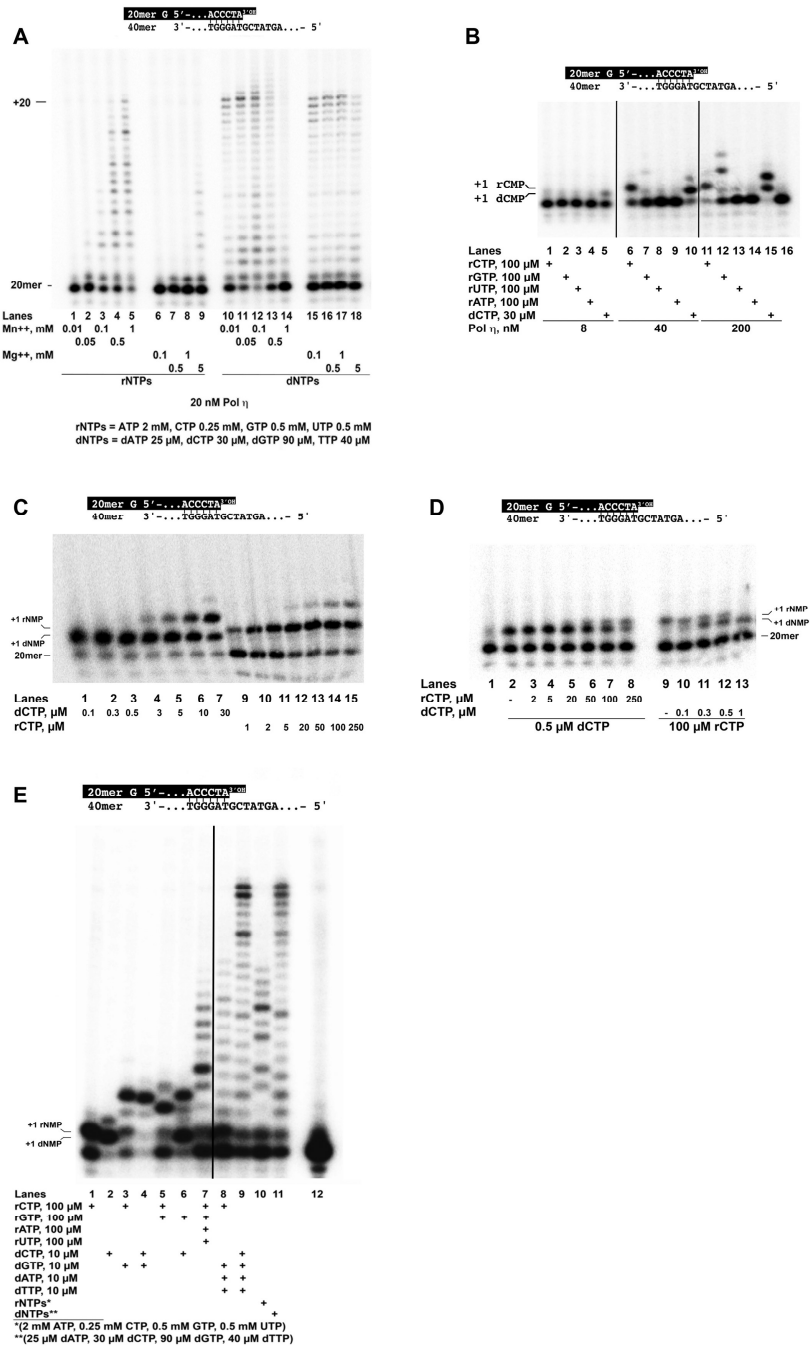 A
20mer G 5'-...ACCCTA3'OH
40mer 3'-...TGGGATGCTATGA...- 5'
+20
20mer
Lanes 1 2 3 4 5 6 7 8 9 10 11 12 13 14 15 16 17 18
Mn++, mM 0.01 0.1 1 0.01 0.1 1
0.05 0.5 0.05 0.5
Mg++, mM 0.1 1 0.1 1
0.5 5 0.5 5
rNTPs dNTPs
20 nM Pol η
rNTPs = ATP 2 mM, CTP 0.25 mM, GTP 0.5 mM, UTP 0.5 mM
dNTPs = dATP 25 µM, dCTP 30 µM, dGTP 90 µM, TTP 40 µM
B
20mer G 5'-...ACCCTA3'OH
40mer 3'-...TGGGATGCTATGA...- 5'
+1 rCMP
+1 dCMP
Lanes 1 2 3 4 5 6 7 8 9 10 11 12 13 14 15 16
rCTP, 100 µM + + +
rGTP. 100 µM + + +
rUTP, 100 µM + + +
rATP, 100 µM + + +
dCTP, 30 µM + + +
Pol η, nM 8 40 200
C
20mer G 5'-...ACCCTA3'OH
40mer 3'-...TGGGATGCTATGA...- 5'
+1 rNMP
+1 dNMP
20mer
Lanes 1 2 3 4 5 6 7 9 10 11 12 13 14 15
dCTP, µM 0.1 0.3 0.5 3 5 10 30
rCTP, µM 1 2 5 20 50 100 250
D
20mer G 5'-...ACCCTA3'OH
40mer 3'-...TGGGATGCTATGA...- 5'
+1 rNMP
+1 dNMP
20mer
Lanes 1 2 3 4 5 6 7 8 9 10 11 12 13
rCTP, µM - 2 5 20 50 100 250
dCTP, µM - 0.1 0.3 0.5 1
0.5 µM dCTP 100 µM rCTP
E
20mer G 5'-...ACCCTA3'OH
40mer 3'-...TGGGATGCTATGA...- 5'
+1 rNMP
+1 dNMP
Lanes 1 2 3 4 5 6 7 8 9 10 11 12
rCTP, 100 µM + + + + +
rGTP, 100 µM + + +
rATP, 100 µM +
rUTP, 100 µM +
dCTP, 10 µM + + + +
dGTP, 10 µM + + + +
dATP, 10 µM + +
dTTP, 10 µM + +
rNTPs* +
dNTPs** +
*(2 mM ATP, 0.25 mM CTP, 0.5 mM GTP, 0.5 mM UTP)
**(25 µM dATP, 30 µM dCTP, 90 µM dGTP, 40 µM dTTP)